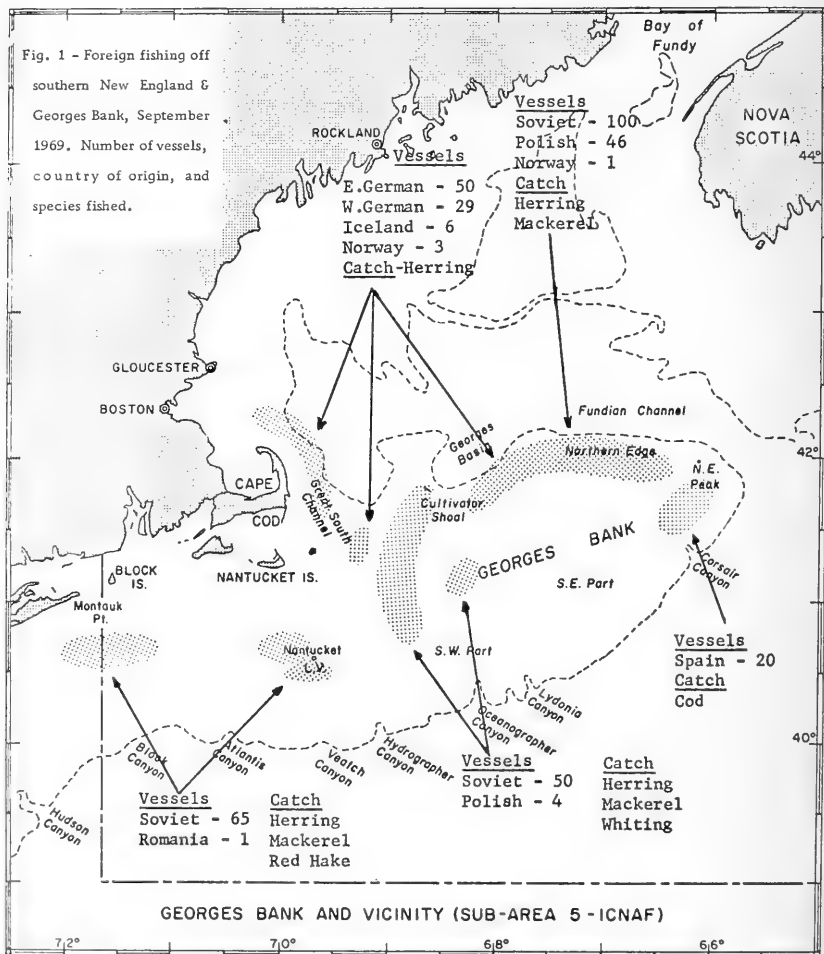 Fig. 1 - Foreign fishing off
southern New England &
Georges Bank, September
1969. Number of vessels,
country of origin, and
species fished.
Bay of
Fundy
NOVA
SCOTIA
44°
ROCKLAND
Vessels
Soviet - 100
Polish - 46
Norway - 1
Catch
Herring
Mackerel
Vessels
E.German - 50
W.German - 29
Iceland - 6
Norway - 3
Catch-Herring
GLOUCESTER
BOSTON
Fundian Channel
42°
Georges
Basin
Northern Edge
N.E.
Peak
CAPE
COD
Great South
Channel
Cultivator
Shoal
GEORGES BANK
Corsair
Canyon
BLOCK
IS.
NANTUCKET IS.
S.E. Part
Montauk
Pt.
Nantucket
L.V.
S.W. Part
Vessels
Spain - 20
Catch
Cod
Lydonia
Canyon
Oceanographer
Canyon
Hydrographer
Canyon
Veatch
Canyon
Atlantis
Canyon
Block
Canyon
Hudson
Canyon
40°
Vessels
Soviet - 50
Polish - 4
Catch
Herring
Mackerel
Whiting
Vessels
Soviet - 65
Romania - 1
Catch
Herring
Mackerel
Red Hake
GEORGES BANK AND VICINITY (SUB-AREA 5-ICNAF)
72° 70° 68° 66°